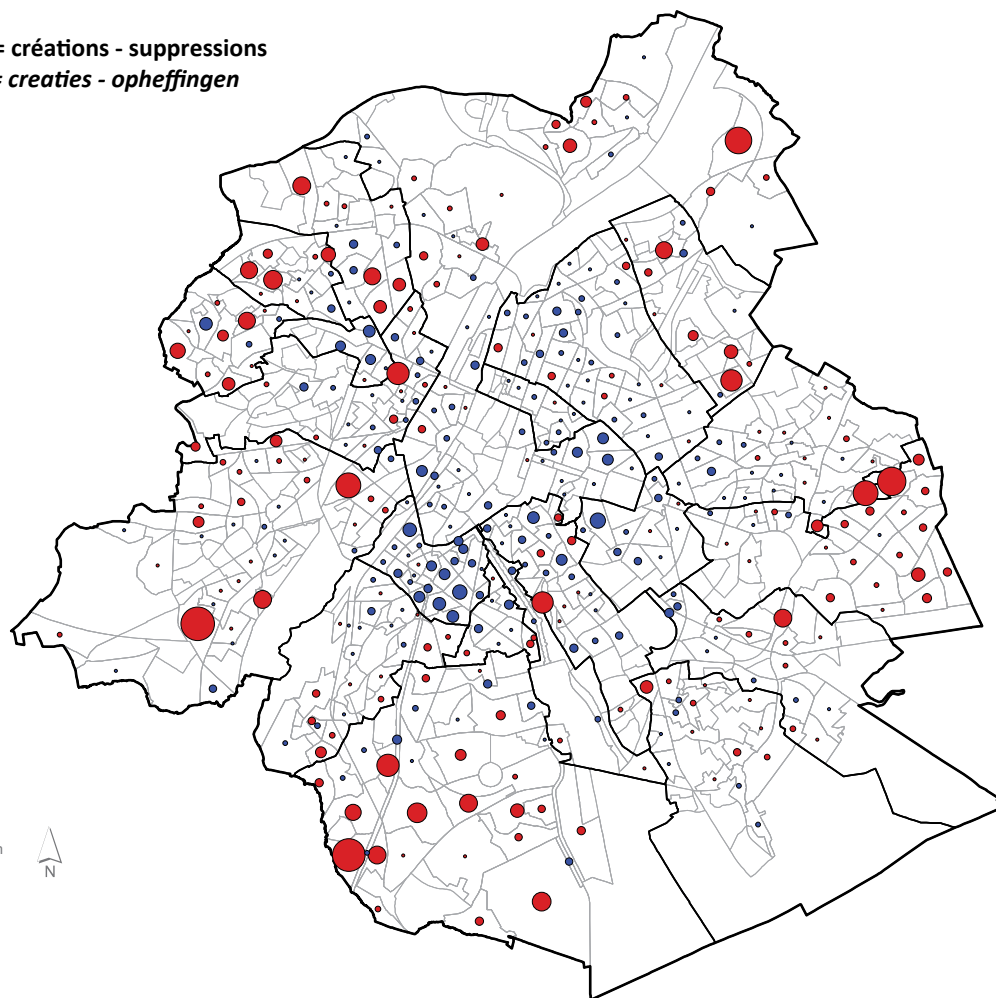 = créations - suppressions
= creaties - opheffingen
N